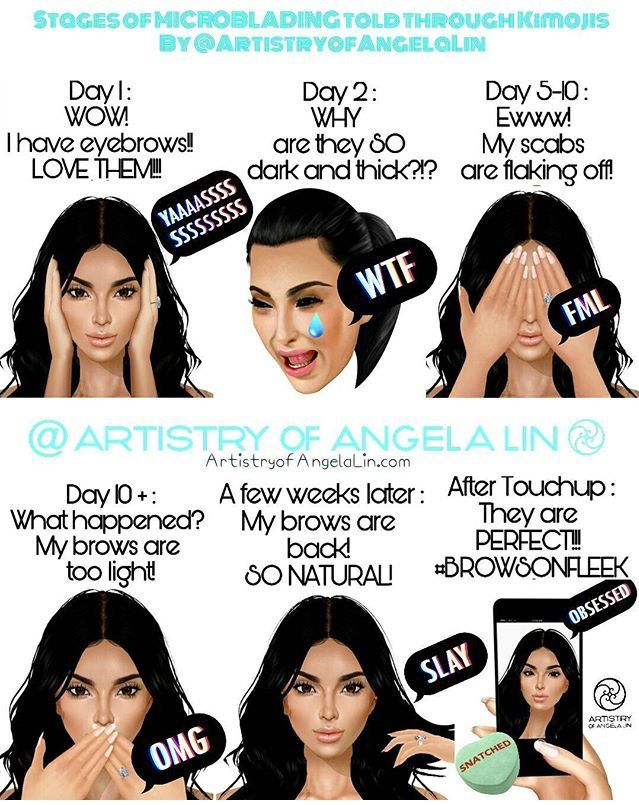 Stages of MICROBLADING told through Kimojis
By @ArtistryofAngelaLin
Day 1 :
WOW!
I have eyebrows!!
LOVE THEM!!!
YAAAASSSS
SSSSSSSSS
Day 2 :
WHY
are they SO
dark and thick?!?
WTF
Day 5-10 :
Ewww!
My scabs
are flaking off!
FML
@ ARTISTRY OF ANGELA LIN
ArtistryofAngelaLin.com
Day 10 + :
What happened?
My brows are
too light!
OMG
A few weeks later :
My brows are
back!
SO NATURAL!
SLAY
After Touchup :
They are
PERFECT!!!
#BROWSONFLEEK
OBSESSED
ARTISTRY
OF ANGELA LIN
SNATCHED